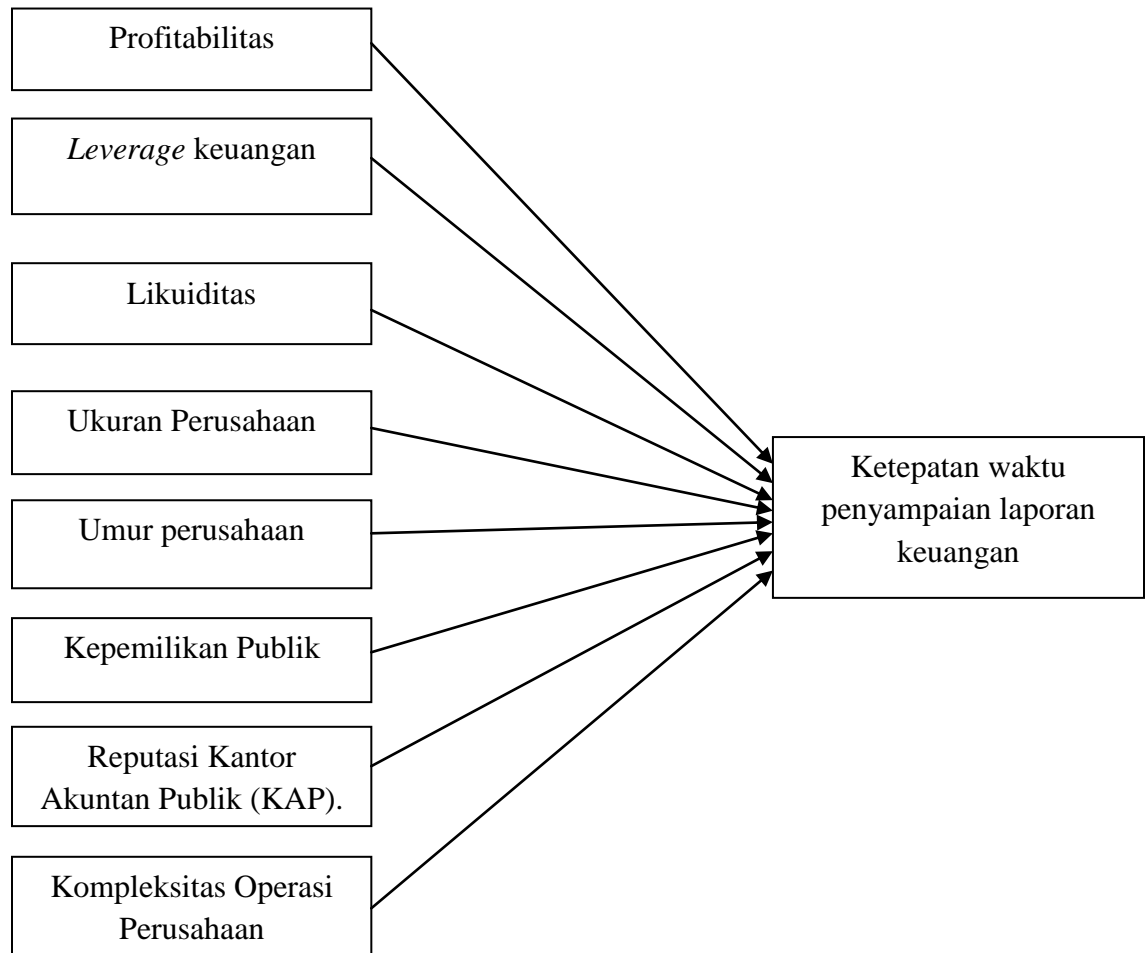 Profitabilitas
Leverage keuangan
Likuiditas
Ukuran Perusahaan
Umur perusahaan
Kepemilikan Publik
Reputasi Kantor
Akuntan Publik (KAP).
Kompleksitas Operasi
Perusahaan
Ketepatan waktu
penyampaian laporan
keuangan